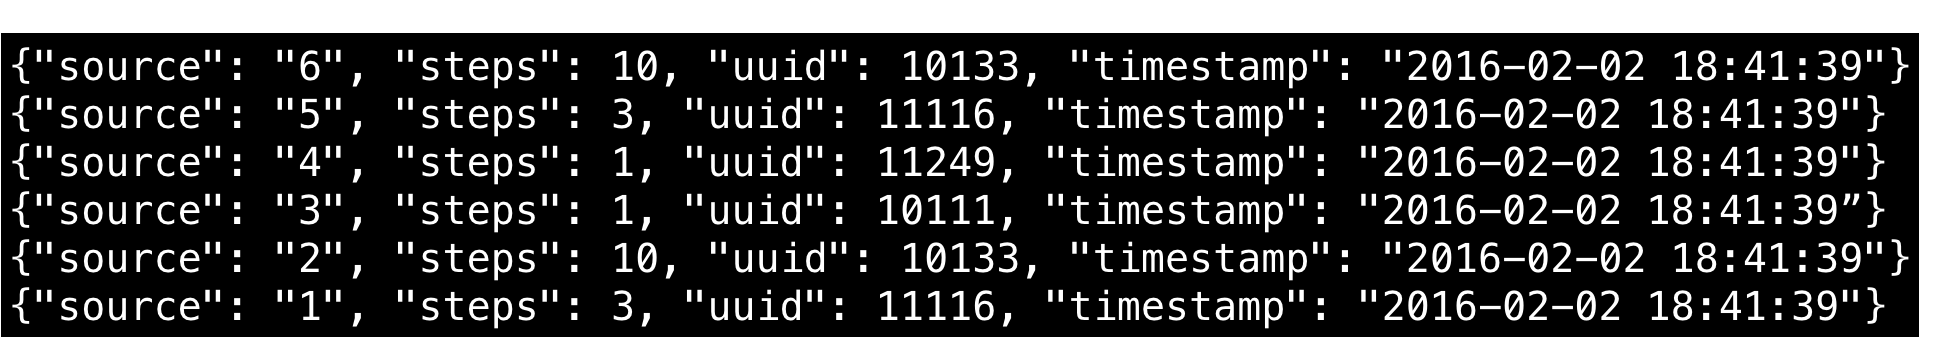 {"source": "6", "steps": 10, "uuid": 10133, "timestamp": "2016-02-02 18:41:39"}
{"source": "5", "steps": 3, "uuid": 11116, "timestamp": "2016-02-02 18:41:39"}
{"source": "4", "steps": 1, "uuid": 11249, "timestamp": "2016-02-02 18:41:39"}
{"source": "3", "steps": 1, "uuid": 10111, "timestamp": "2016-02-02 18:41:39”}
{"source": "2", "steps": 10, "uuid": 10133, "timestamp": "2016-02-02 18:41:39"}
{"source": "1", "steps": 3, "uuid": 11116, "timestamp": "2016-02-02 18:41:39"}